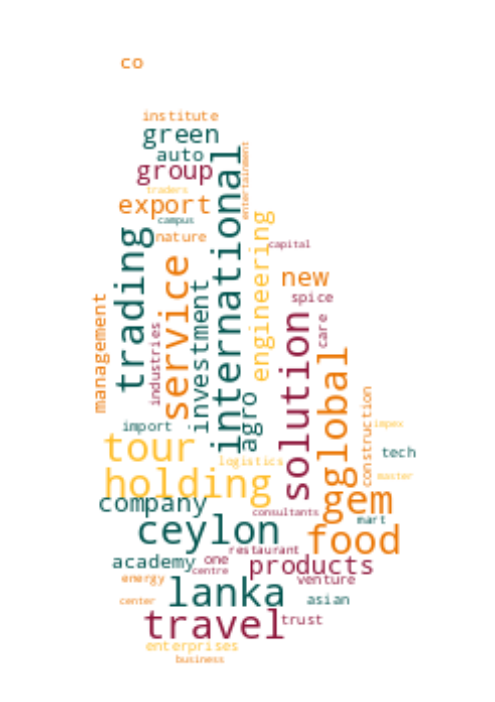 co
institute
green
auto
group
international
entertainment
traders
export
campus
nature
trading
service
engineering
capital
new
spice
investment
management
industries
solution
care
global
agro
construction
impex
import
tour
tech
logistics
holding
master
gem
company
consultants
mart
ceylon
food
restaurant
academy
one
products
centre
energy
venture
lanka
center
asian
travel
trust
enterprises
business